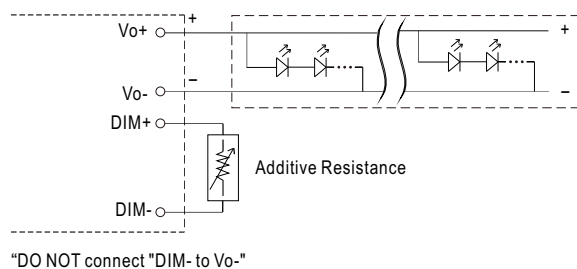 Vo+
+
+
Vo-
−
−
DIM+
Additive Resistance
DIM-
“DO NOT connect "DIM- to Vo-"